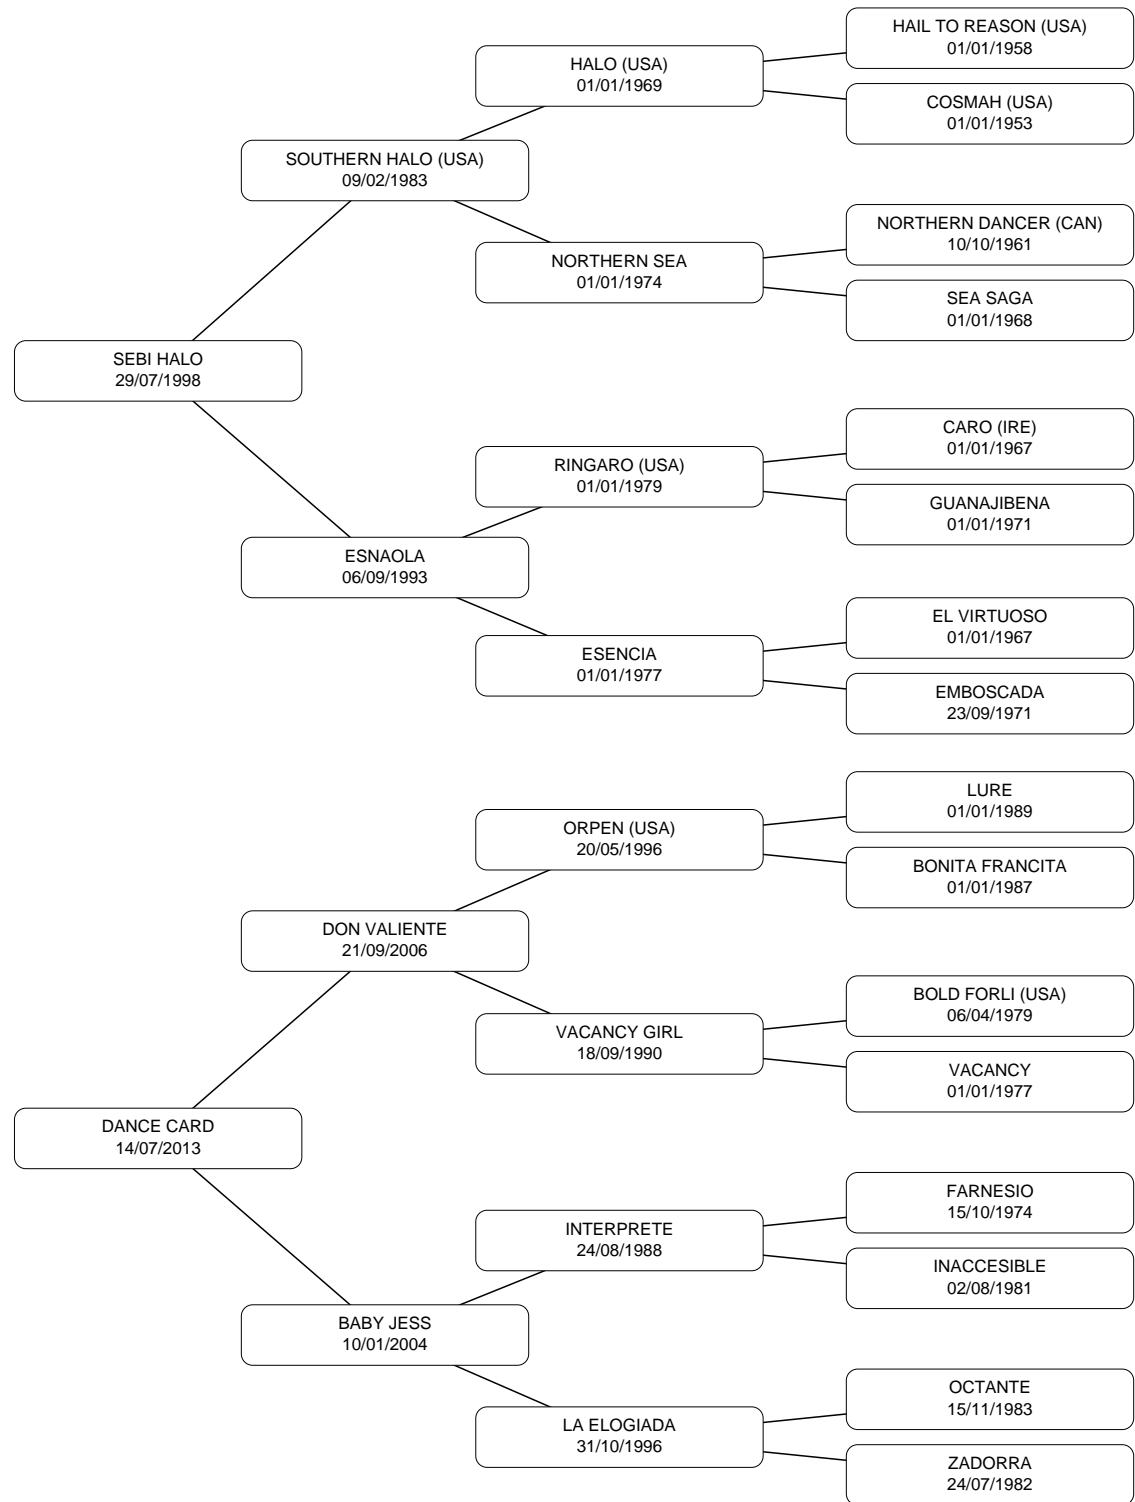 HAIL TO REASON (USA)
01/01/1958
HALO (USA)
01/01/1969
COSMAH (USA)
01/01/1953
SOUTHERN HALO (USA)
09/02/1983
NORTHERN DANCER (CAN)
10/10/1961
NORTHERN SEA
01/01/1974
SEA SAGA
01/01/1968
SEBI HALO
29/07/1998
CARO (IRE)
01/01/1967
RINGARO (USA)
01/01/1979
GUANAJIBENA
01/01/1971
ESNAOLA
06/09/1993
EL VIRTUOSO
01/01/1967
ESENCIA
01/01/1977
EMBOSCADA
23/09/1971
LURE
01/01/1989
ORPEN (USA)
20/05/1996
BONITA FRANCITA
01/01/1987
DON VALIENTE
21/09/2006
BOLD FORLI (USA)
06/04/1979
VACANCY GIRL
18/09/1990
VACANCY
01/01/1977
DANCE CARD
14/07/2013
FARNESIO
15/10/1974
INTERPRETE
24/08/1988
INACCESIBLE
02/08/1981
BABY JESS
10/01/2004
OCTANTE
15/11/1983
LA ELOGIADA
31/10/1996
ZADORRA
24/07/1982